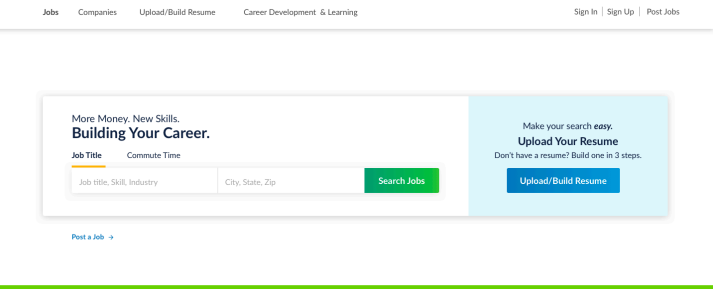 Jobs Companies Upload/Build Resume Career Development & Learning Sign In | Sign Up | Post Jobs
More Money. New Skills.
Building Your Career.
Job Title Commute Time
Job title, Skill, Industry City, State, Zip Search Jobs
Make your search easy.
Upload Your Resume
Don't have a resume? Build one in 3 steps.
Upload/Build Resume
Post a Job →